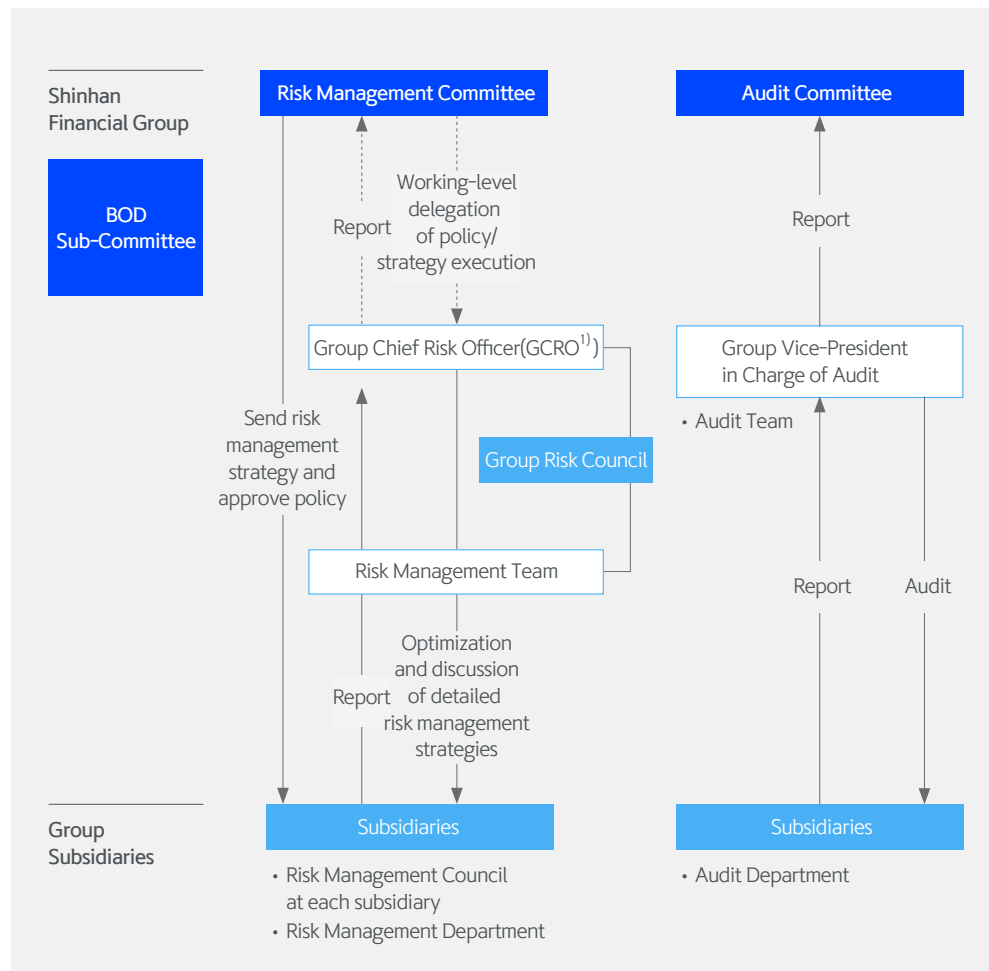 Shinhan
Financial Group
BOD
Sub-Committee
Risk Management Committee
Report
Working-level
delegation
of policy/
strategy execution
Group Chief Risk Officer(GCRO1))
Send risk
management
strategy and
approve policy
Group Risk Council
Risk Management Team
Report
Optimization
and discussion
of detailed
risk management
strategies
Audit Committee
Report
Group Vice-President
in Charge of Audit
• Audit Team
Report
Audit
Group
Subsidiaries
Subsidiaries
• Risk Management Council
at each subsidiary
• Risk Management Department
Subsidiaries
• Audit Department